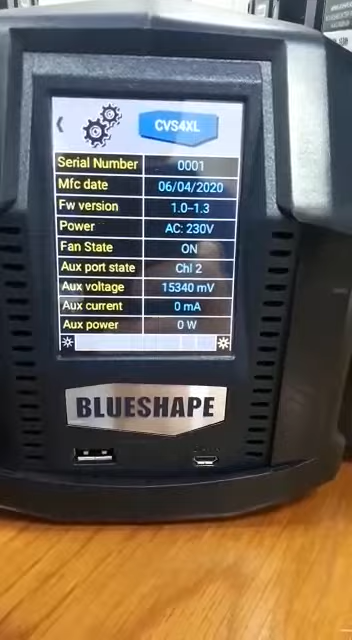 CVS4XL
Serial Number 0001
Mfc date 06/04/2020
Fw version 1.0-1.3
Power AC: 230V
Fan State ON
Aux port state Chl 2
Aux voltage 15340 mV
Aux current 0 mA
Aux power 0 W
BLUESHAPE